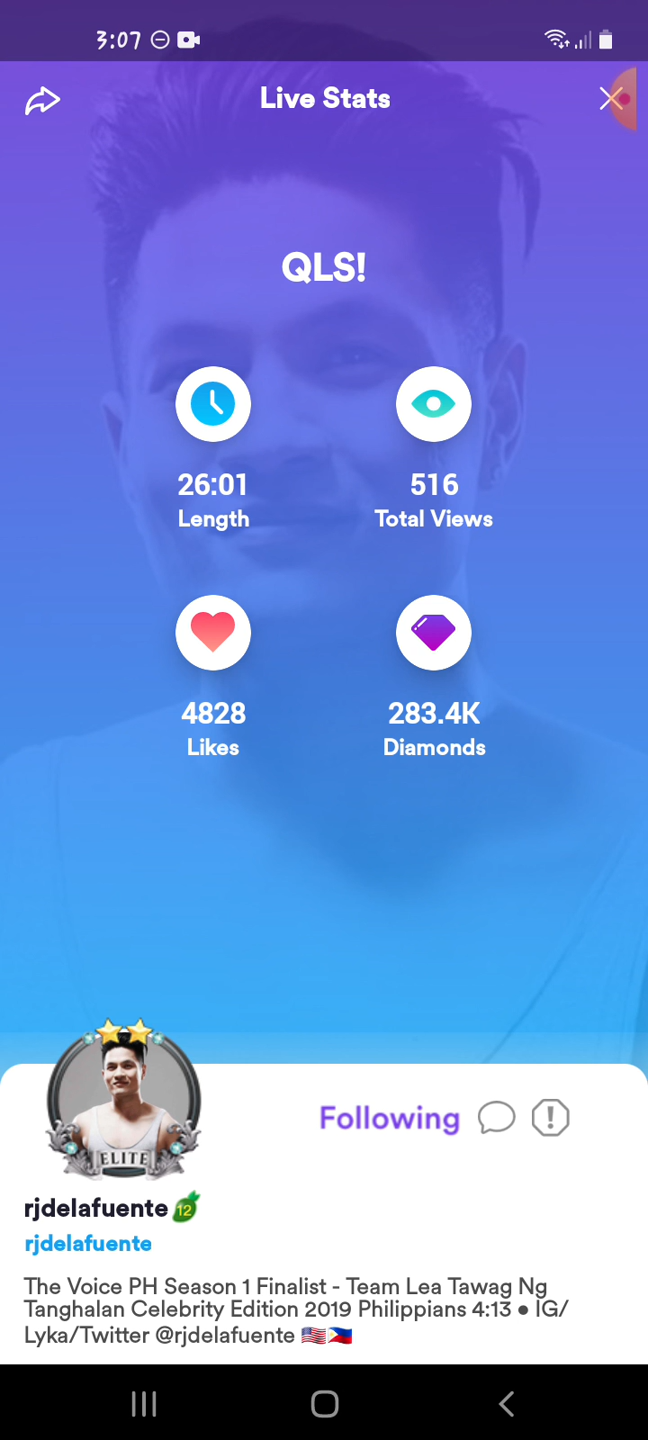 3:07
Live Stats
QLS!
26:01
516
Length
Total Views
4828
283.4K
Likes
Diamonds
ELITE
Following
rjdelafuente 12
rjdelafuente
The Voice PH Season 1 Finalist - Team Lea Tawag Ng
Tanghalan Celebrity Edition 2019 Philippians 4:13 ● IG/
Lyka/Twitter @rjdelafuente 🇺🇸🇵🇭